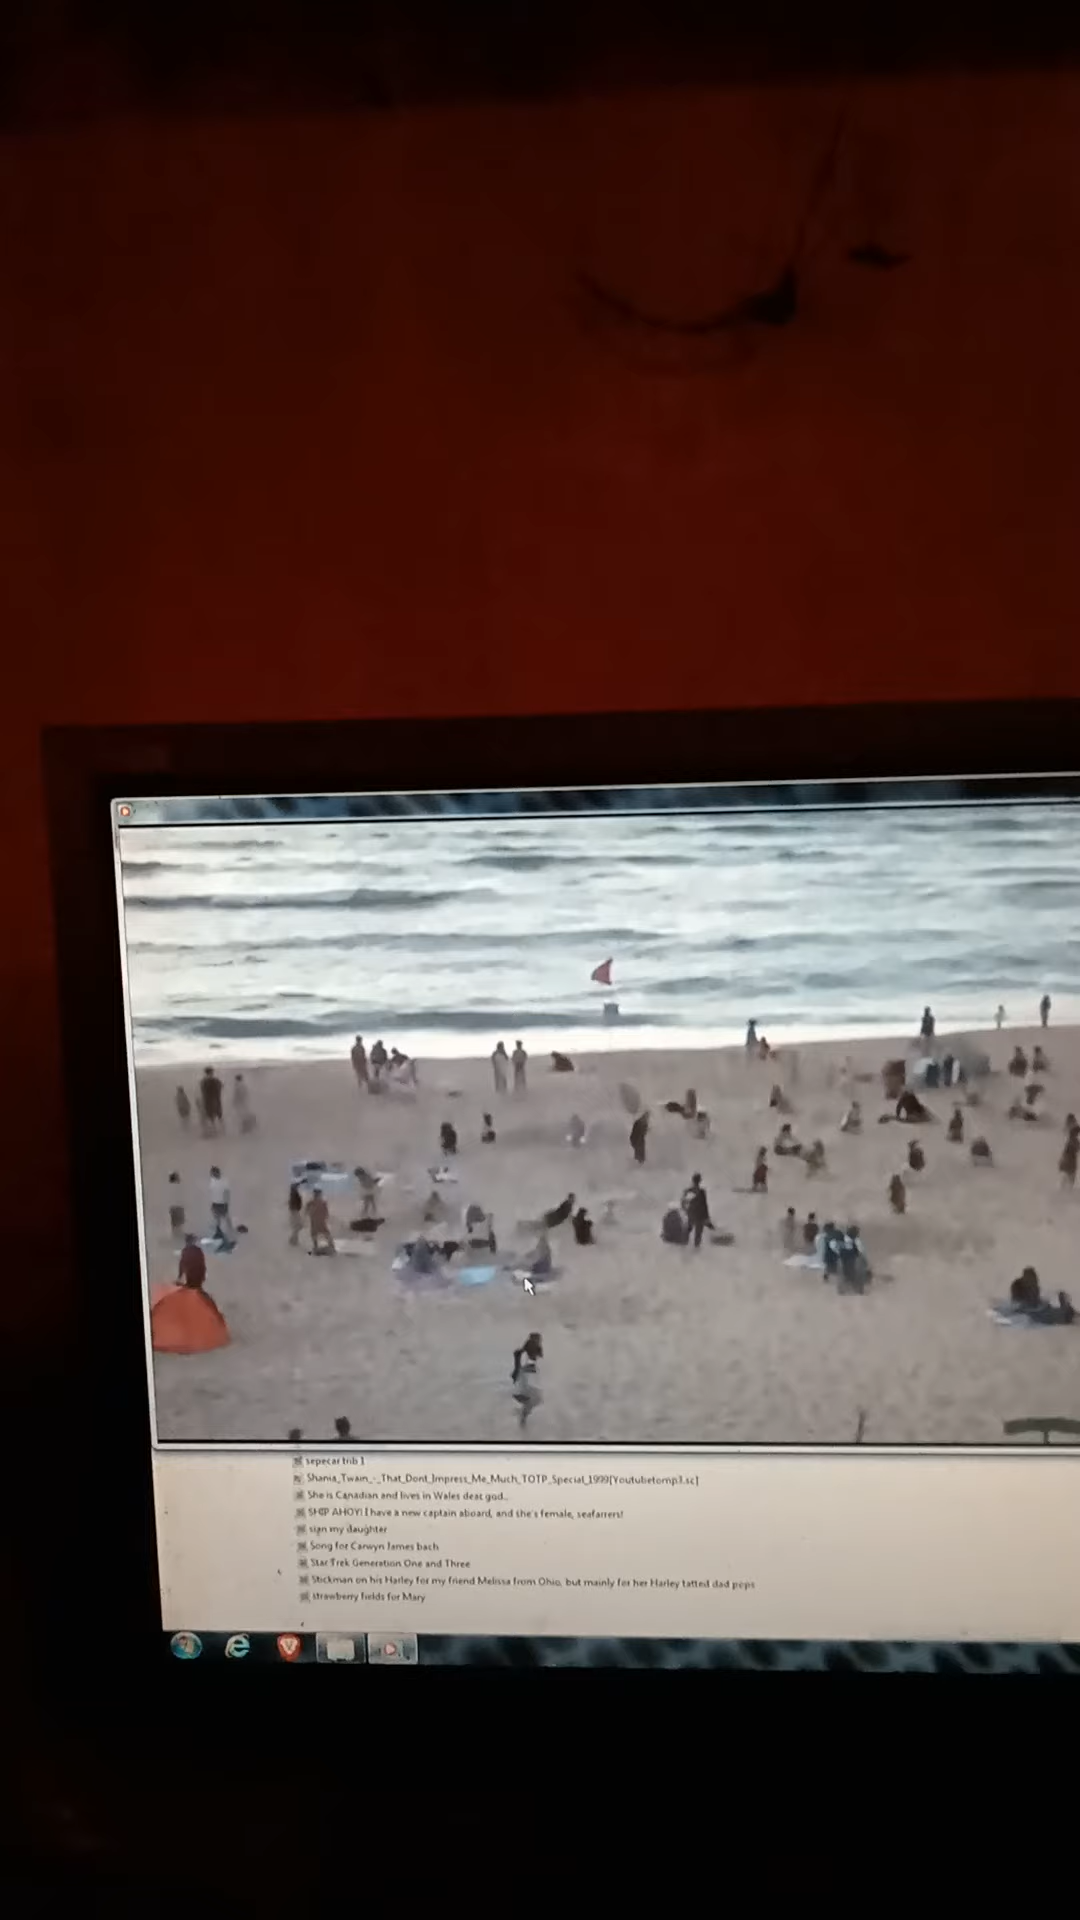 sepecat trib 1
Shania_Twain_-_That_Dont_Impress_Me_Much_TOTP_Special_1999[Youtubetomp3.sc]
She is Canadian and lives in Wales dear god..
SHIP AHOY! I have a new captain aboard, and she's female, seafarers!
sian my daughter
Song for Carwyn James bach
Star Trek Generation One and Three
Stickman on his Harley for my friend Melissa from Ohio, but mainly for her Harley tatted dad pops
strawberry fields for Mary